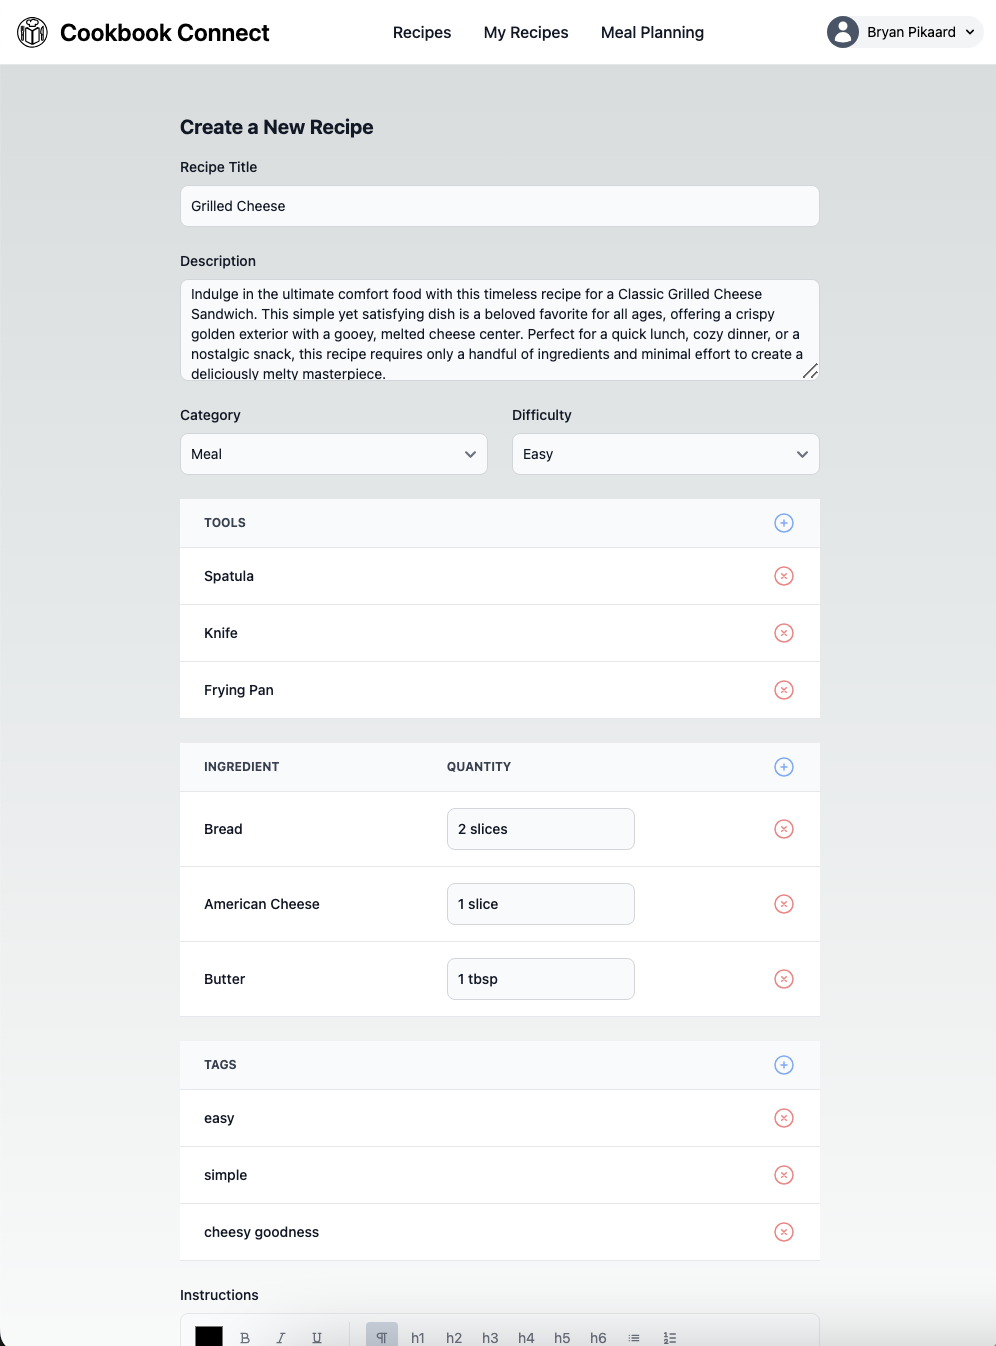 Cookbook Connect
Recipes
My Recipes
Meal Planning
Bryan Pikaard
Create a New Recipe
Recipe Title
Grilled Cheese
Description
Indulge in the ultimate comfort food with this timeless recipe for a Classic Grilled Cheese
Sandwich. This simple yet satisfying dish is a beloved favorite for all ages, offering a crispy
golden exterior with a gooey, melted cheese center. Perfect for a quick lunch, cozy dinner, or a
nostalgic snack, this recipe requires only a handful of ingredients and minimal effort to create a
deliciously melty masterpiece.
Category
Difficulty
Meal
Easy
TOOLS
Spatula
Knife
Frying Pan
INGREDIENT
QUANTITY
Bread
2 slices
American Cheese
1 slice
Butter
1 tbsp
TAGS
easy
simple
cheesy goodness
Instructions
B I U ¶ h1 h2 h3 h4 h5 h6